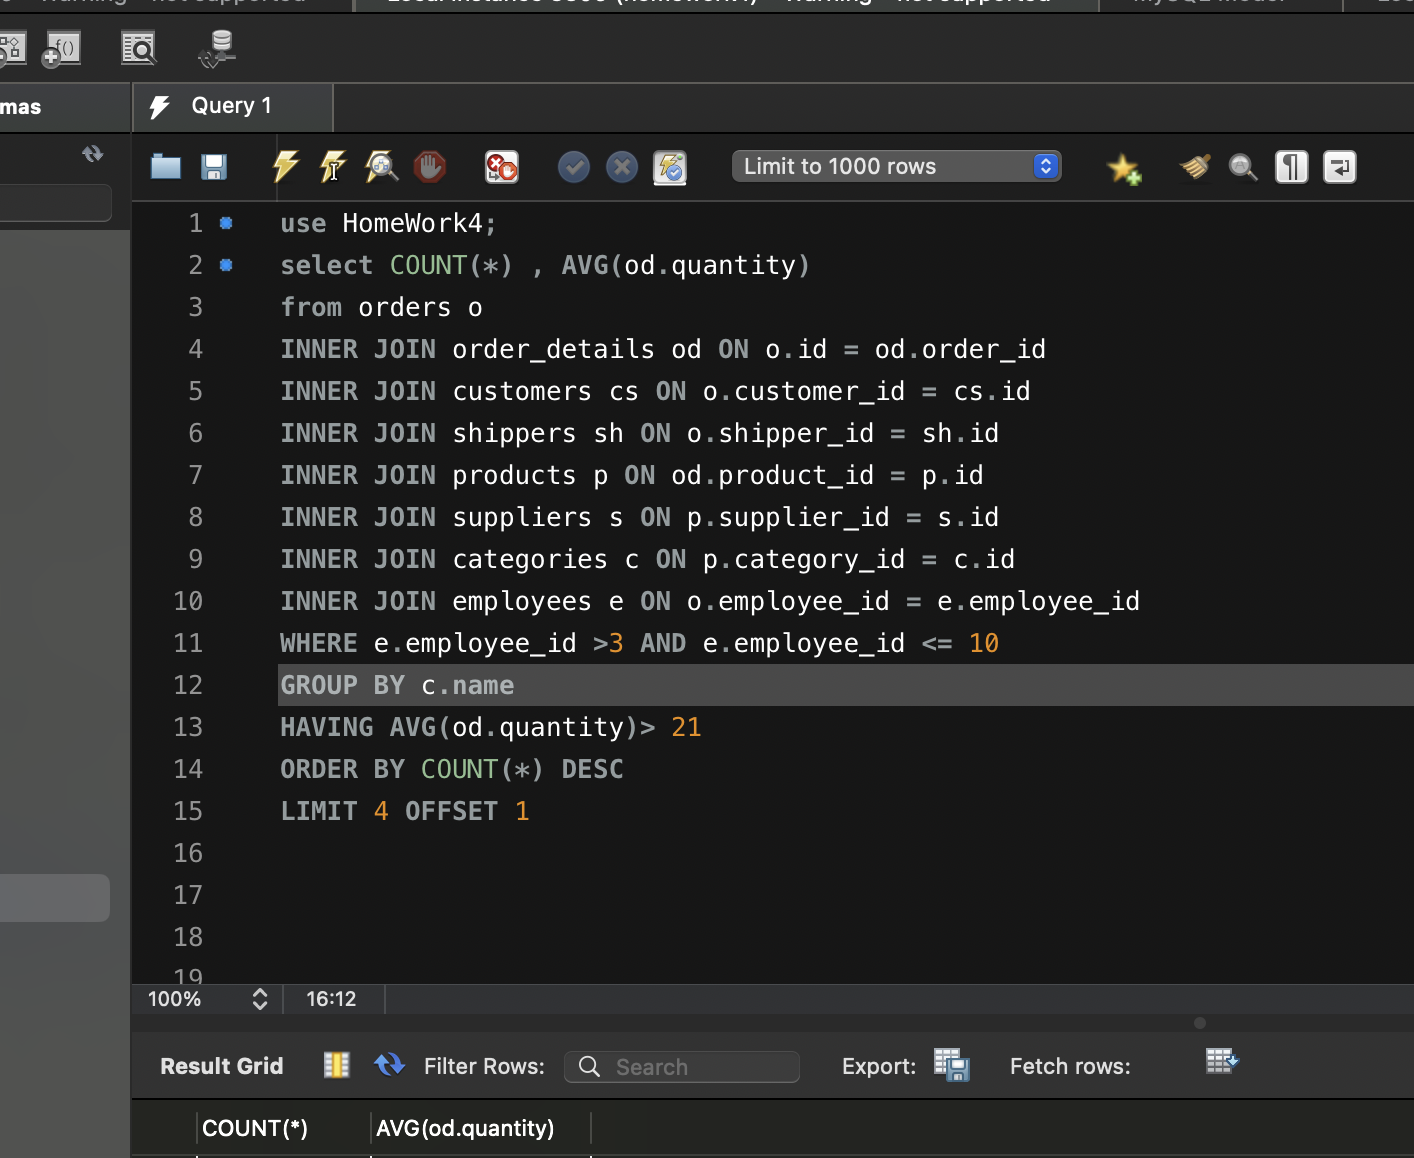 mas
Query 1
Limit to 1000 rows
1 use HomeWork4;
2 select COUNT(*) , AVG(od.quantity)
3 from orders o
4 INNER JOIN order_details od ON o.id = od.order_id
5 INNER JOIN customers cs ON o.customer_id = cs.id
6 INNER JOIN shippers sh ON o.shipper_id = sh.id
7 INNER JOIN products p ON od.product_id = p.id
8 INNER JOIN suppliers s ON p.supplier_id = s.id
9 INNER JOIN categories c ON p.category_id = c.id
10 INNER JOIN employees e ON o.employee_id = e.employee_id
11 WHERE e.employee_id >3 AND e.employee_id <= 10
12 GROUP BY c.name
13 HAVING AVG(od.quantity)> 21
14 ORDER BY COUNT(*) DESC
15 LIMIT 4 OFFSET 1
16
17
18
19
100% 16:12
Result Grid Filter Rows: Search Export: Fetch rows:
COUNT(*) AVG(od.quantity)